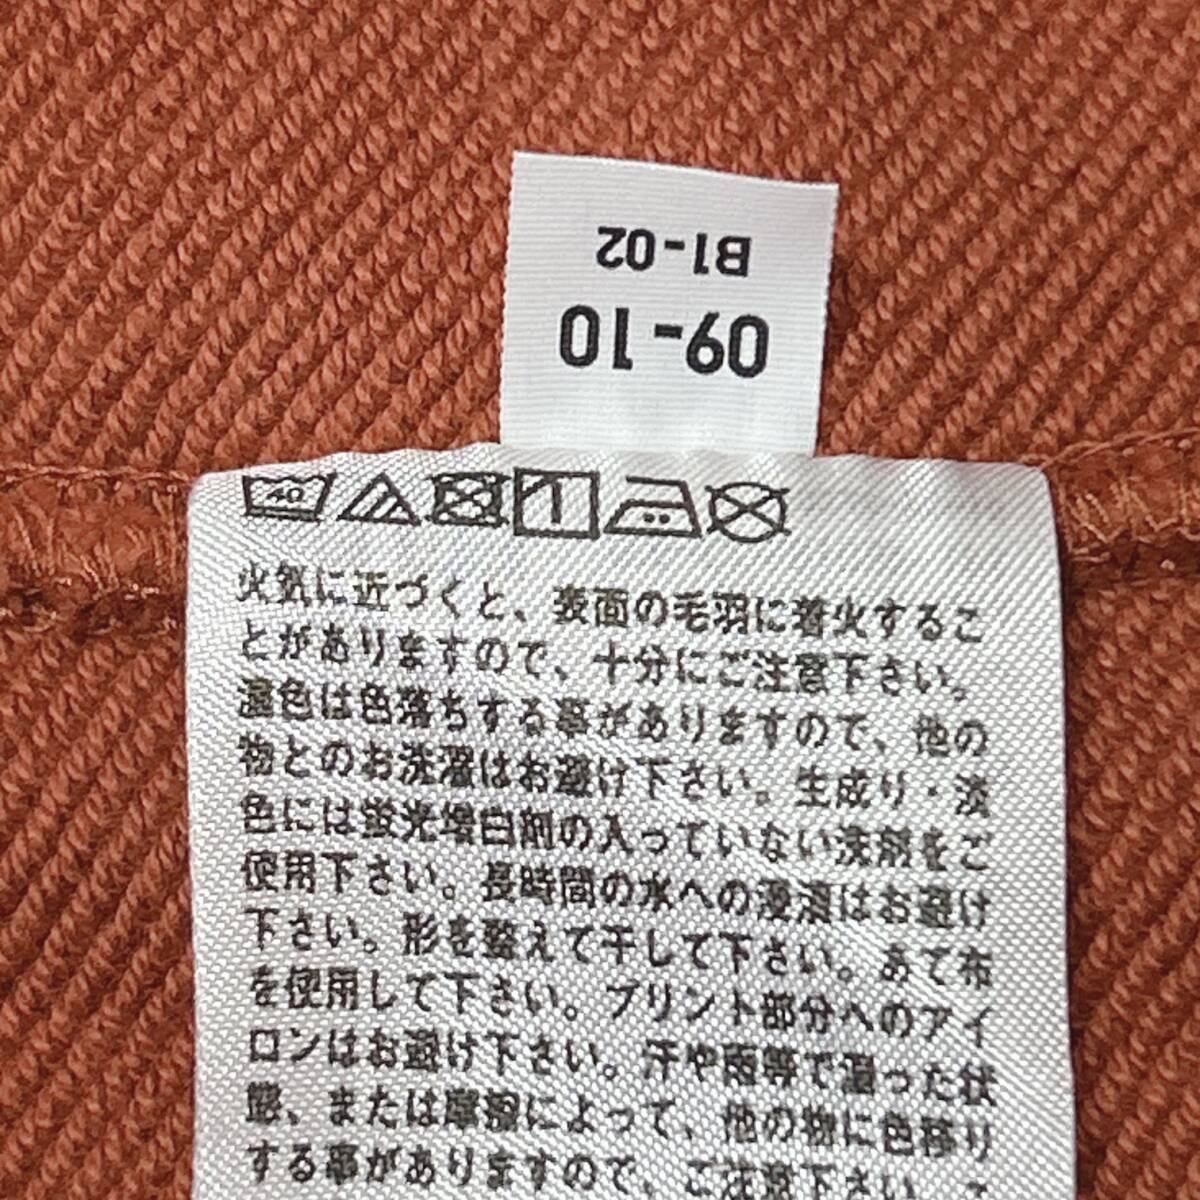 B1-02
09-10
40
火気に近づくと、表面の毛羽に着火するこ
とがありますので、十分にご注意下さい。
濃色は色落ちする事がありますので、他の
物とのお洗濯はお避け下さい。生成り・淡
色には蛍光増白剤の入っていない洗剤をご
使用下さい。長時間の水への浸漬はお避け
下さい。形を整えて干して下さい。あて布
を使用して下さい。プリント部分へのアイ
ロンはお避け下さい。汗や雨等で湿った状
態、または摩擦によって、他の物に色移り
する事がありますので、ご注意下さい。